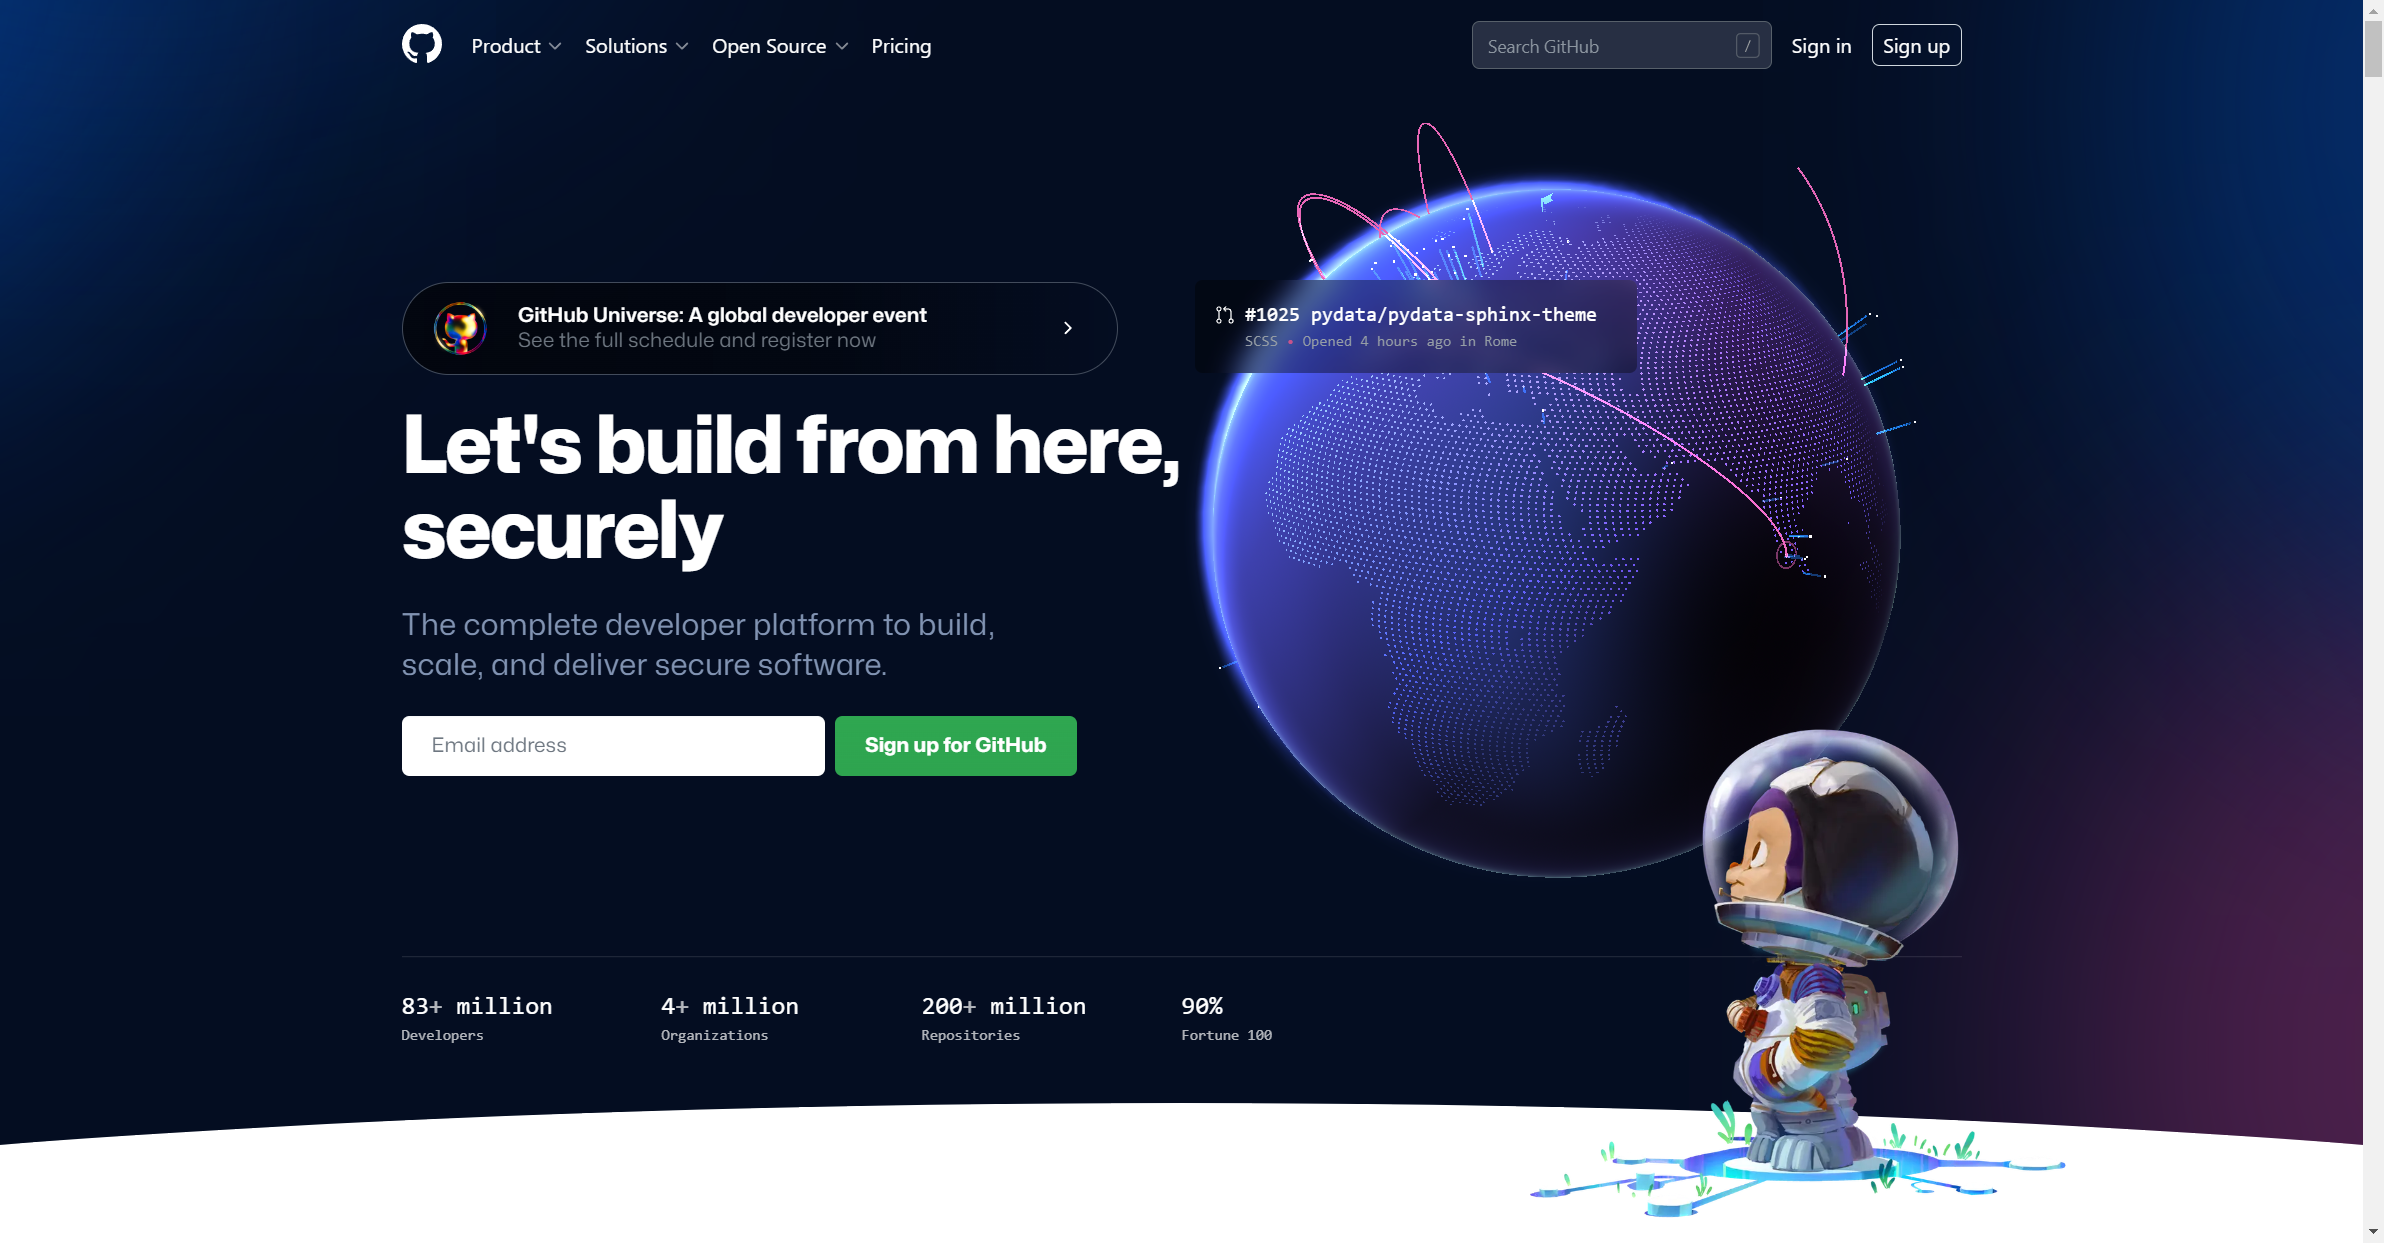 Product
Solutions
Open Source
Pricing
Search GitHub
/
Sign in
Sign up
GitHub Universe: A global developer event
See the full schedule and register now
#1025 pydata/pydata-sphinx-theme
SCSS • Opened 4 hours ago in Rome
Let's build from here,
securely
The complete developer platform to build,
scale, and deliver secure software.
Email address
Sign up for GitHub
83+ million
Developers
4+ million
Organizations
200+ million
Repositories
90%
Fortune 100